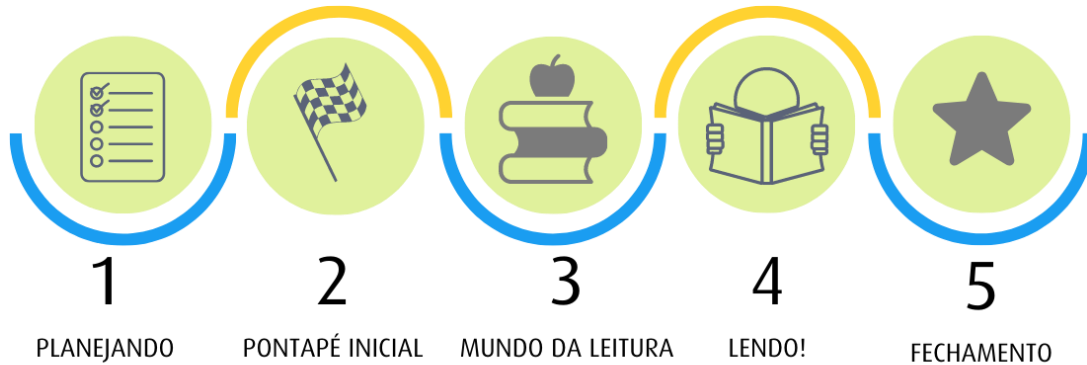 1
PLANEJANDO
2
PONTAPÉ INICIAL
3
MUNDO DA LEITURA
4
LENDO!
5
FECHAMENTO